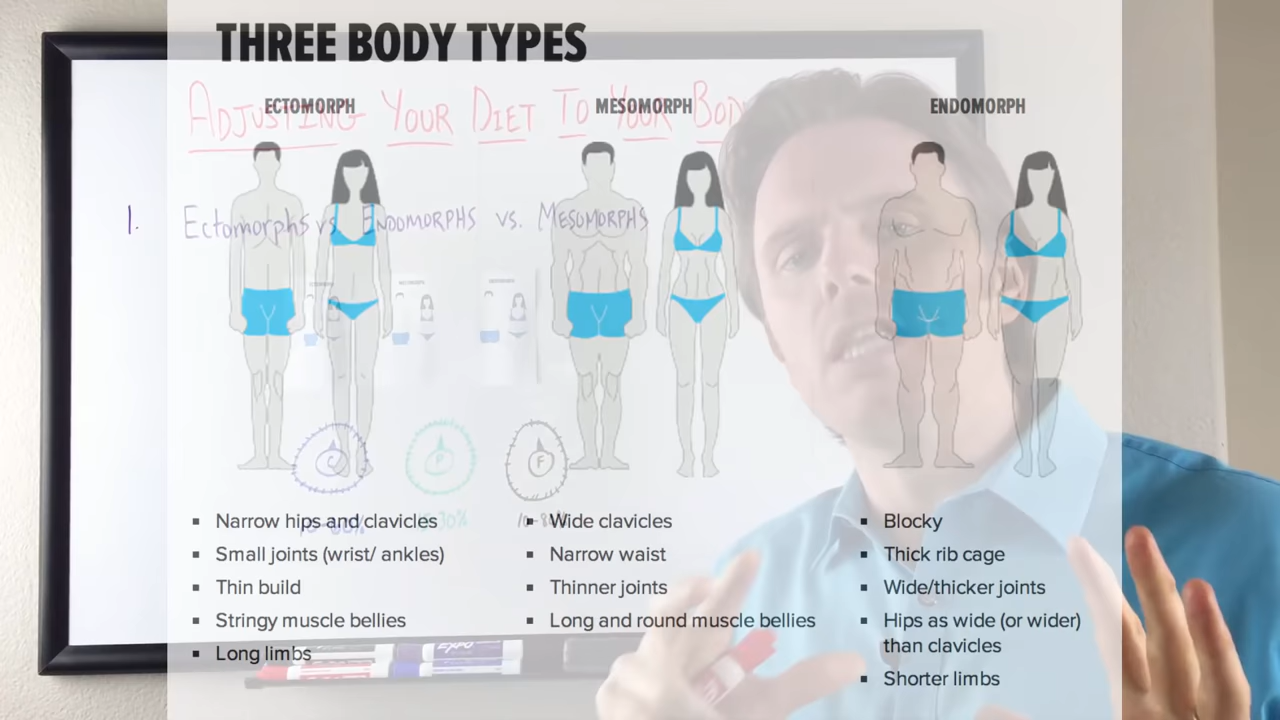 THREE BODY TYPES
ADJUSTING YOUR DIET TO YOUR BODY
ECTOMORPH
MESOMORPH
ENDOMORPH
1. Ectomorphs vs. ENDOMORPHS vs. MESOMORPHS
C
P
F
▪ Narrow hips and clavicles
▪ Small joints (wrist/ ankles)
▪ Thin build
▪ Stringy muscle bellies
▪ Long limbs
▪ Wide clavicles
▪ Narrow waist
▪ Thinner joints
▪ Long and round muscle bellies
▪ Blocky
▪ Thick rib cage
▪ Wide/thicker joints
▪ Hips as wide (or wider)
than clavicles
▪ Shorter limbs
EXPO